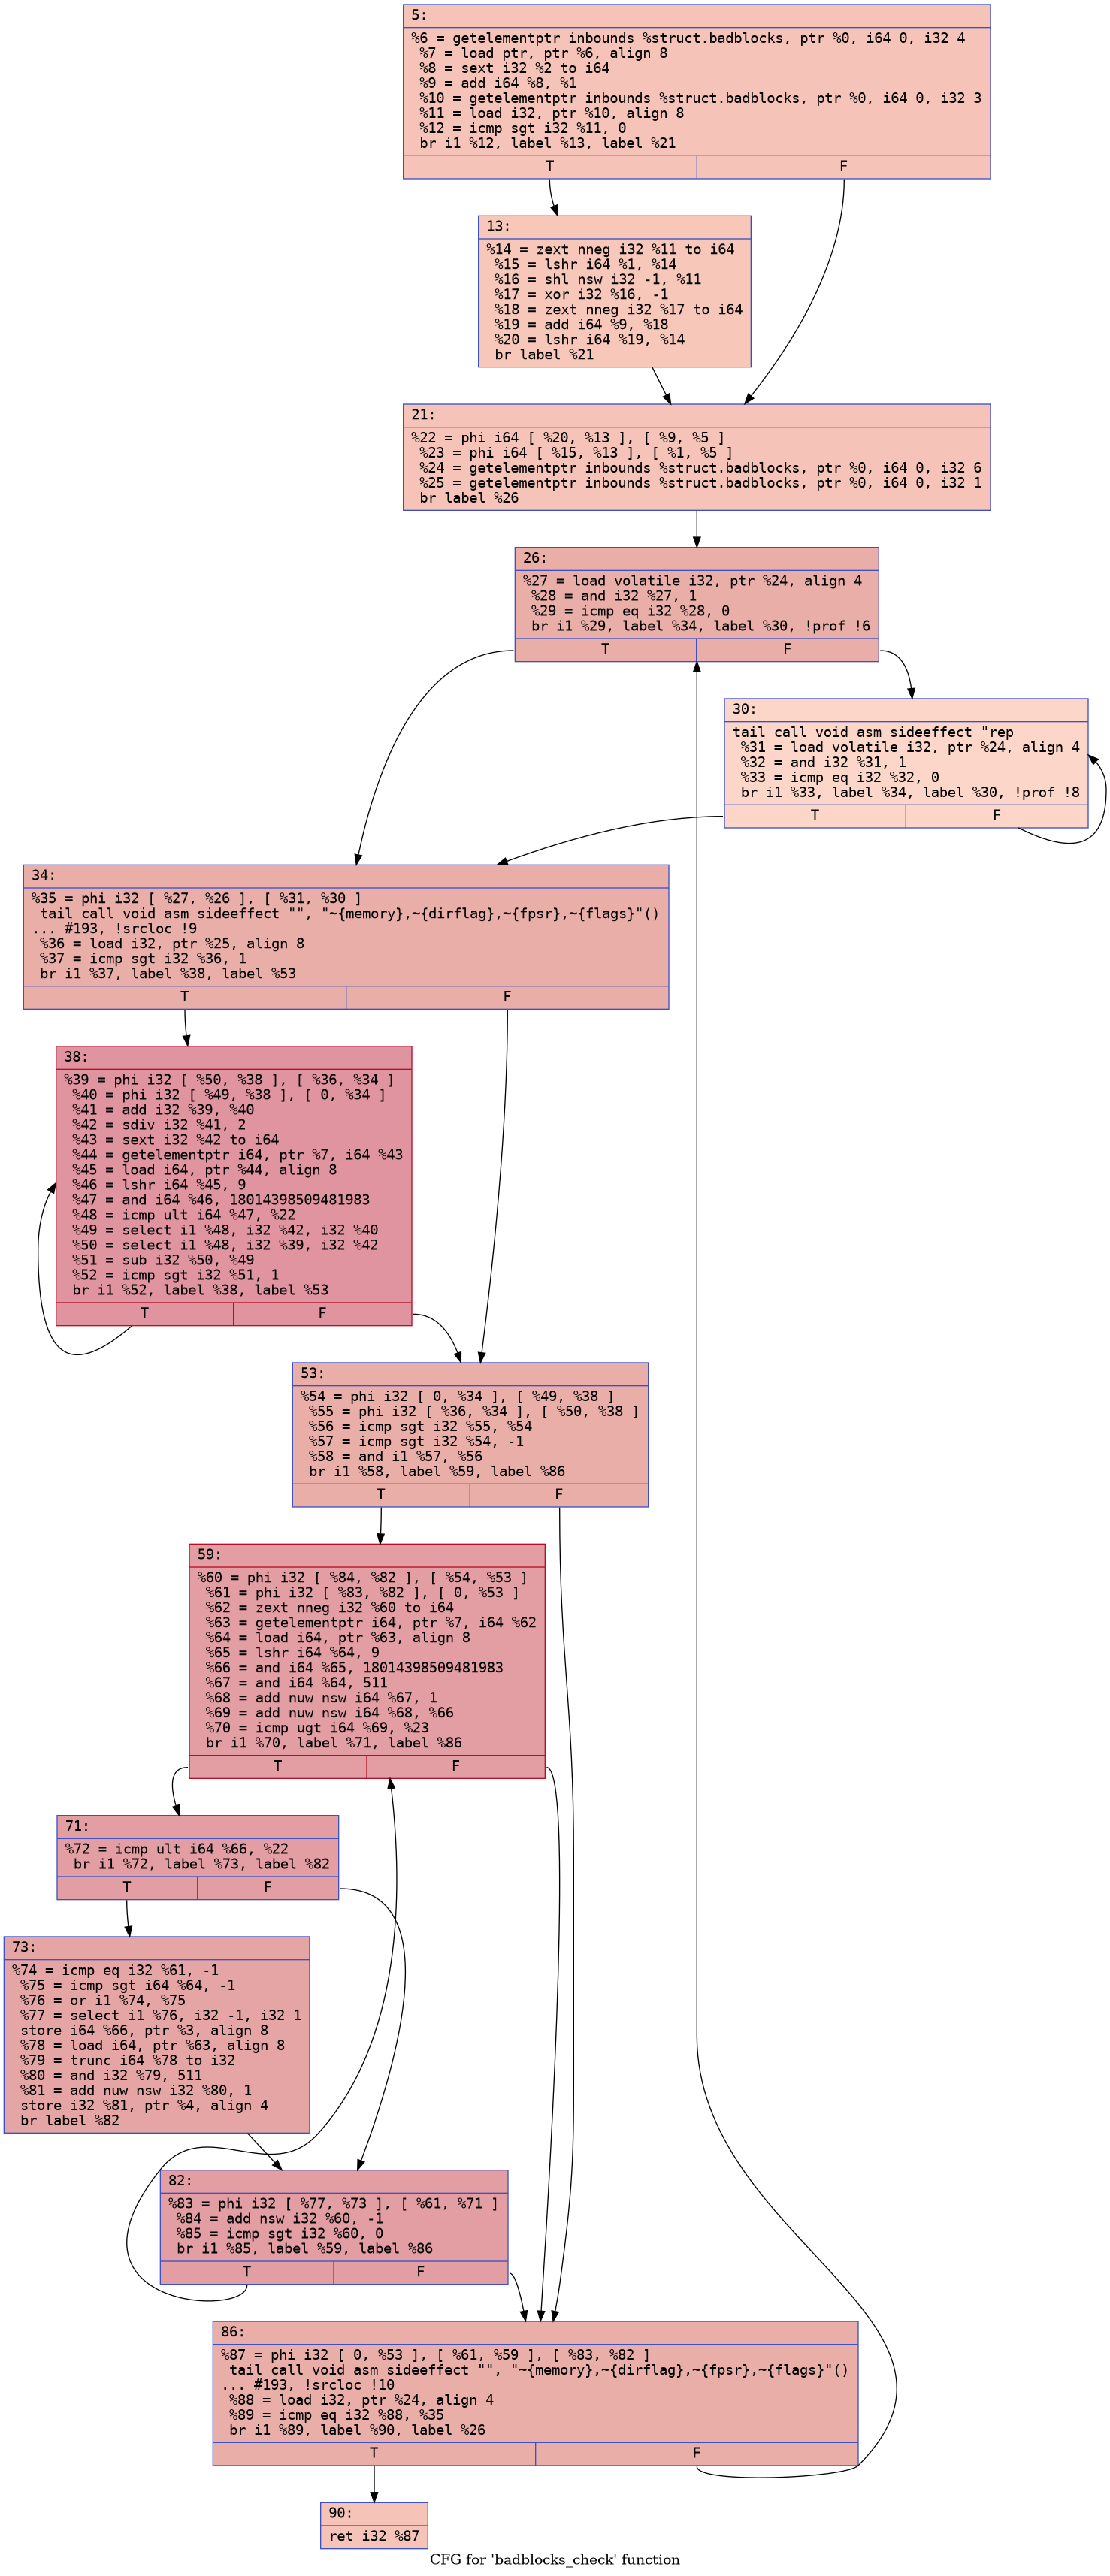 5:
%6 = getelementptr inbounds %struct.badblocks, ptr %0, i64 0, i32 4
%7 = load ptr, ptr %6, align 8
%8 = sext i32 %2 to i64
%9 = add i64 %8, %1
%10 = getelementptr inbounds %struct.badblocks, ptr %0, i64 0, i32 3
%11 = load i32, ptr %10, align 8
%12 = icmp sgt i32 %11, 0
br i1 %12, label %13, label %21
T F
13:
%14 = zext nneg i32 %11 to i64
%15 = lshr i64 %1, %14
%16 = shl nsw i32 -1, %11
%17 = xor i32 %16, -1
%18 = zext nneg i32 %17 to i64
%19 = add i64 %9, %18
%20 = lshr i64 %19, %14
br label %21
21:
%22 = phi i64 [ %20, %13 ], [ %9, %5 ]
%23 = phi i64 [ %15, %13 ], [ %1, %5 ]
%24 = getelementptr inbounds %struct.badblocks, ptr %0, i64 0, i32 6
%25 = getelementptr inbounds %struct.badblocks, ptr %0, i64 0, i32 1
br label %26
26:
%27 = load volatile i32, ptr %24, align 4
%28 = and i32 %27, 1
%29 = icmp eq i32 %28, 0
br i1 %29, label %34, label %30, !prof !6
T F
30:
tail call void asm sideeffect "rep
%31 = load volatile i32, ptr %24, align 4
%32 = and i32 %31, 1
%33 = icmp eq i32 %32, 0
br i1 %33, label %34, label %30, !prof !8
T F
34:
%35 = phi i32 [ %27, %26 ], [ %31, %30 ]
tail call void asm sideeffect "", "~{memory},~{dirflag},~{fpsr},~{flags}"()
... #193, !srcloc !9
%36 = load i32, ptr %25, align 8
%37 = icmp sgt i32 %36, 1
br i1 %37, label %38, label %53
T F
38:
%39 = phi i32 [ %50, %38 ], [ %36, %34 ]
%40 = phi i32 [ %49, %38 ], [ 0, %34 ]
%41 = add i32 %39, %40
%42 = sdiv i32 %41, 2
%43 = sext i32 %42 to i64
%44 = getelementptr i64, ptr %7, i64 %43
%45 = load i64, ptr %44, align 8
%46 = lshr i64 %45, 9
%47 = and i64 %46, 18014398509481983
%48 = icmp ult i64 %47, %22
%49 = select i1 %48, i32 %42, i32 %40
%50 = select i1 %48, i32 %39, i32 %42
%51 = sub i32 %50, %49
%52 = icmp sgt i32 %51, 1
br i1 %52, label %38, label %53
T F
53:
%54 = phi i32 [ 0, %34 ], [ %49, %38 ]
%55 = phi i32 [ %36, %34 ], [ %50, %38 ]
%56 = icmp sgt i32 %55, %54
%57 = icmp sgt i32 %54, -1
%58 = and i1 %57, %56
br i1 %58, label %59, label %86
T F
59:
%60 = phi i32 [ %84, %82 ], [ %54, %53 ]
%61 = phi i32 [ %83, %82 ], [ 0, %53 ]
%62 = zext nneg i32 %60 to i64
%63 = getelementptr i64, ptr %7, i64 %62
%64 = load i64, ptr %63, align 8
%65 = lshr i64 %64, 9
%66 = and i64 %65, 18014398509481983
%67 = and i64 %64, 511
%68 = add nuw nsw i64 %67, 1
%69 = add nuw nsw i64 %68, %66
%70 = icmp ugt i64 %69, %23
br i1 %70, label %71, label %86
T F
71:
%72 = icmp ult i64 %66, %22
br i1 %72, label %73, label %82
T F
73:
%74 = icmp eq i32 %61, -1
%75 = icmp sgt i64 %64, -1
%76 = or i1 %74, %75
%77 = select i1 %76, i32 -1, i32 1
store i64 %66, ptr %3, align 8
%78 = load i64, ptr %63, align 8
%79 = trunc i64 %78 to i32
%80 = and i32 %79, 511
%81 = add nuw nsw i32 %80, 1
store i32 %81, ptr %4, align 4
br label %82
82:
%83 = phi i32 [ %77, %73 ], [ %61, %71 ]
%84 = add nsw i32 %60, -1
%85 = icmp sgt i32 %60, 0
br i1 %85, label %59, label %86
T F
86:
%87 = phi i32 [ 0, %53 ], [ %61, %59 ], [ %83, %82 ]
tail call void asm sideeffect "", "~{memory},~{dirflag},~{fpsr},~{flags}"()
... #193, !srcloc !10
%88 = load i32, ptr %24, align 4
%89 = icmp eq i32 %88, %35
br i1 %89, label %90, label %26
T F
90:
ret i32 %87
CFG for 'badblocks_check' function